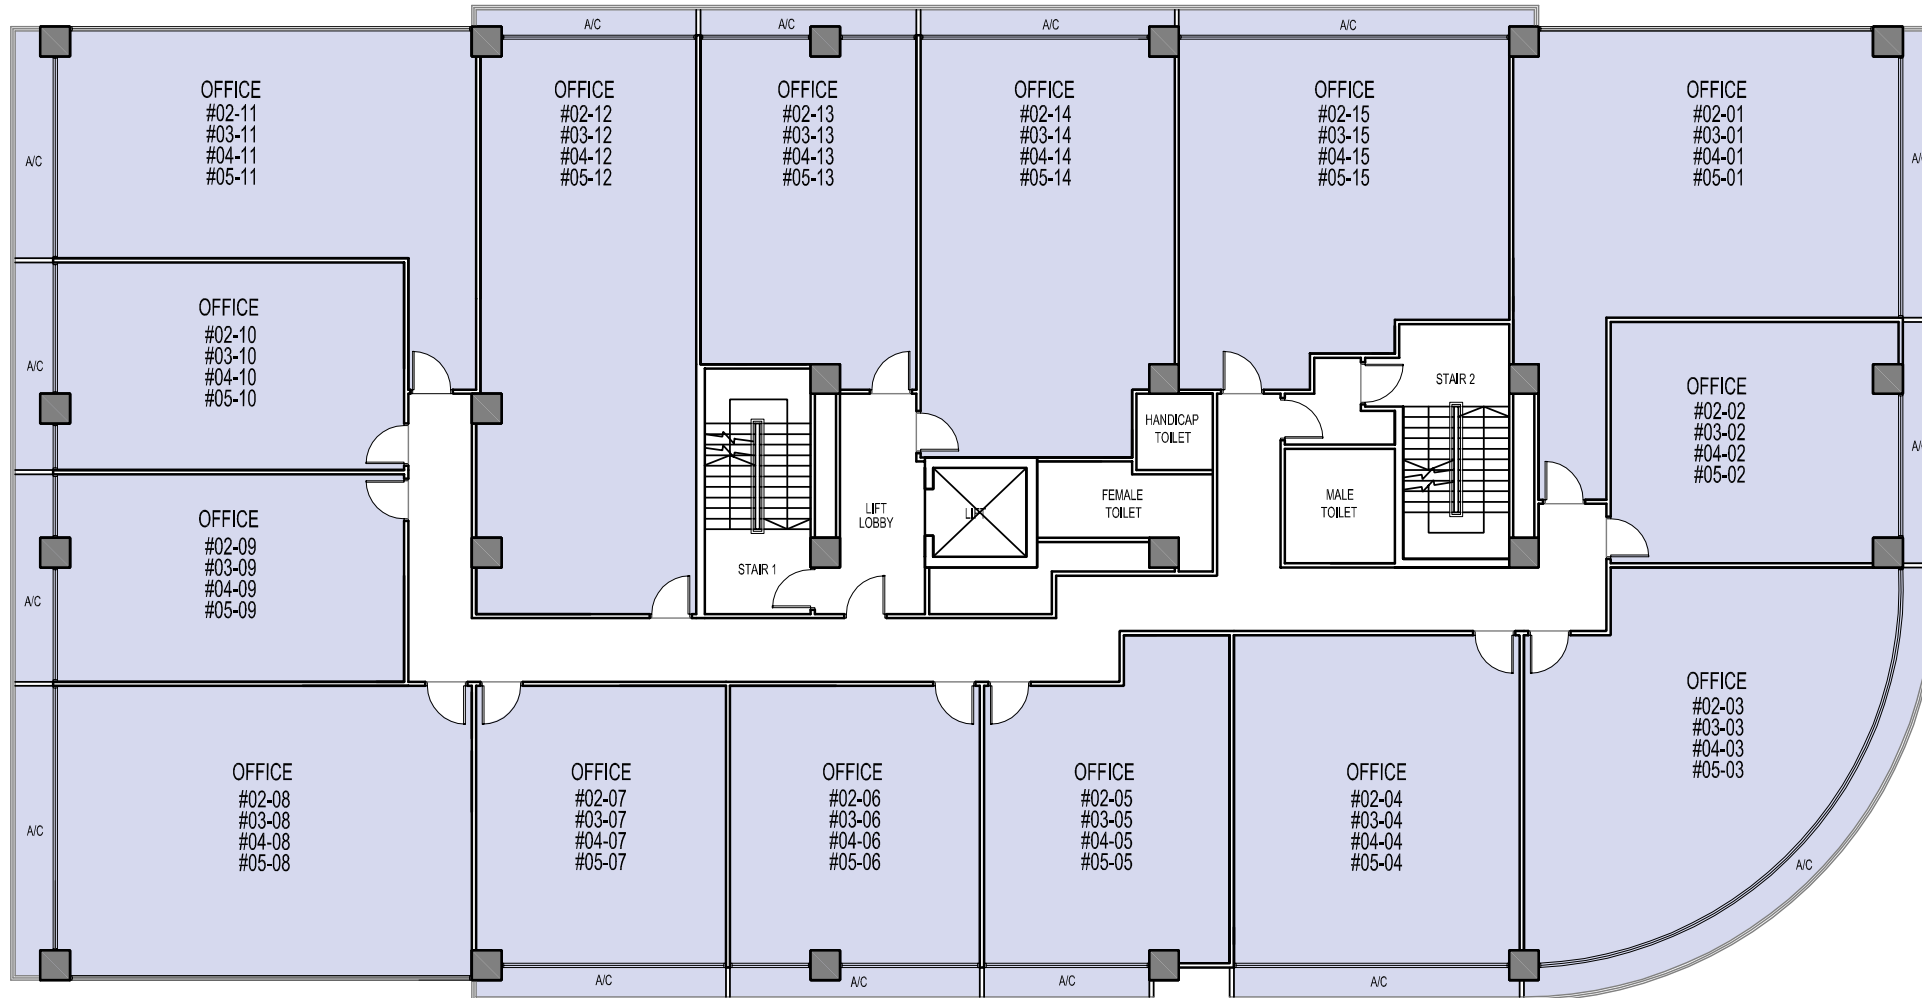 A/C
A/C
A/C
A/C
OFFICE
#02-11
#03-11
#04-11
#05-11
OFFICE
#02-12
#03-12
#04-12
#05-12
OFFICE
#02-13
#03-13
#04-13
#05-13
OFFICE
#02-14
#03-14
#04-14
#05-14
OFFICE
#02-15
#03-15
#04-15
#05-15
OFFICE
#02-01
#03-01
#04-01
#05-01
A/C
A/C
OFFICE
#02-10
#03-10
#04-10
#05-10
A/C
STAIR 2
OFFICE
#02-02
#03-02
#04-02
#05-02
A/C
HANDICAP
TOILET
FEMALE
TOILET
MALE
TOILET
LIFT
LOBBY
LIFT
STAIR 1
OFFICE
#02-09
#03-09
#04-09
#05-09
A/C
OFFICE
#02-03
#03-03
#04-03
#05-03
OFFICE
#02-08
#03-08
#04-08
#05-08
A/C
OFFICE
#02-07
#03-07
#04-07
#05-07
OFFICE
#02-06
#03-06
#04-06
#05-06
OFFICE
#02-05
#03-05
#04-05
#05-05
OFFICE
#02-04
#03-04
#04-04
#05-04
A/C
A/C
A/C
A/C
A/C